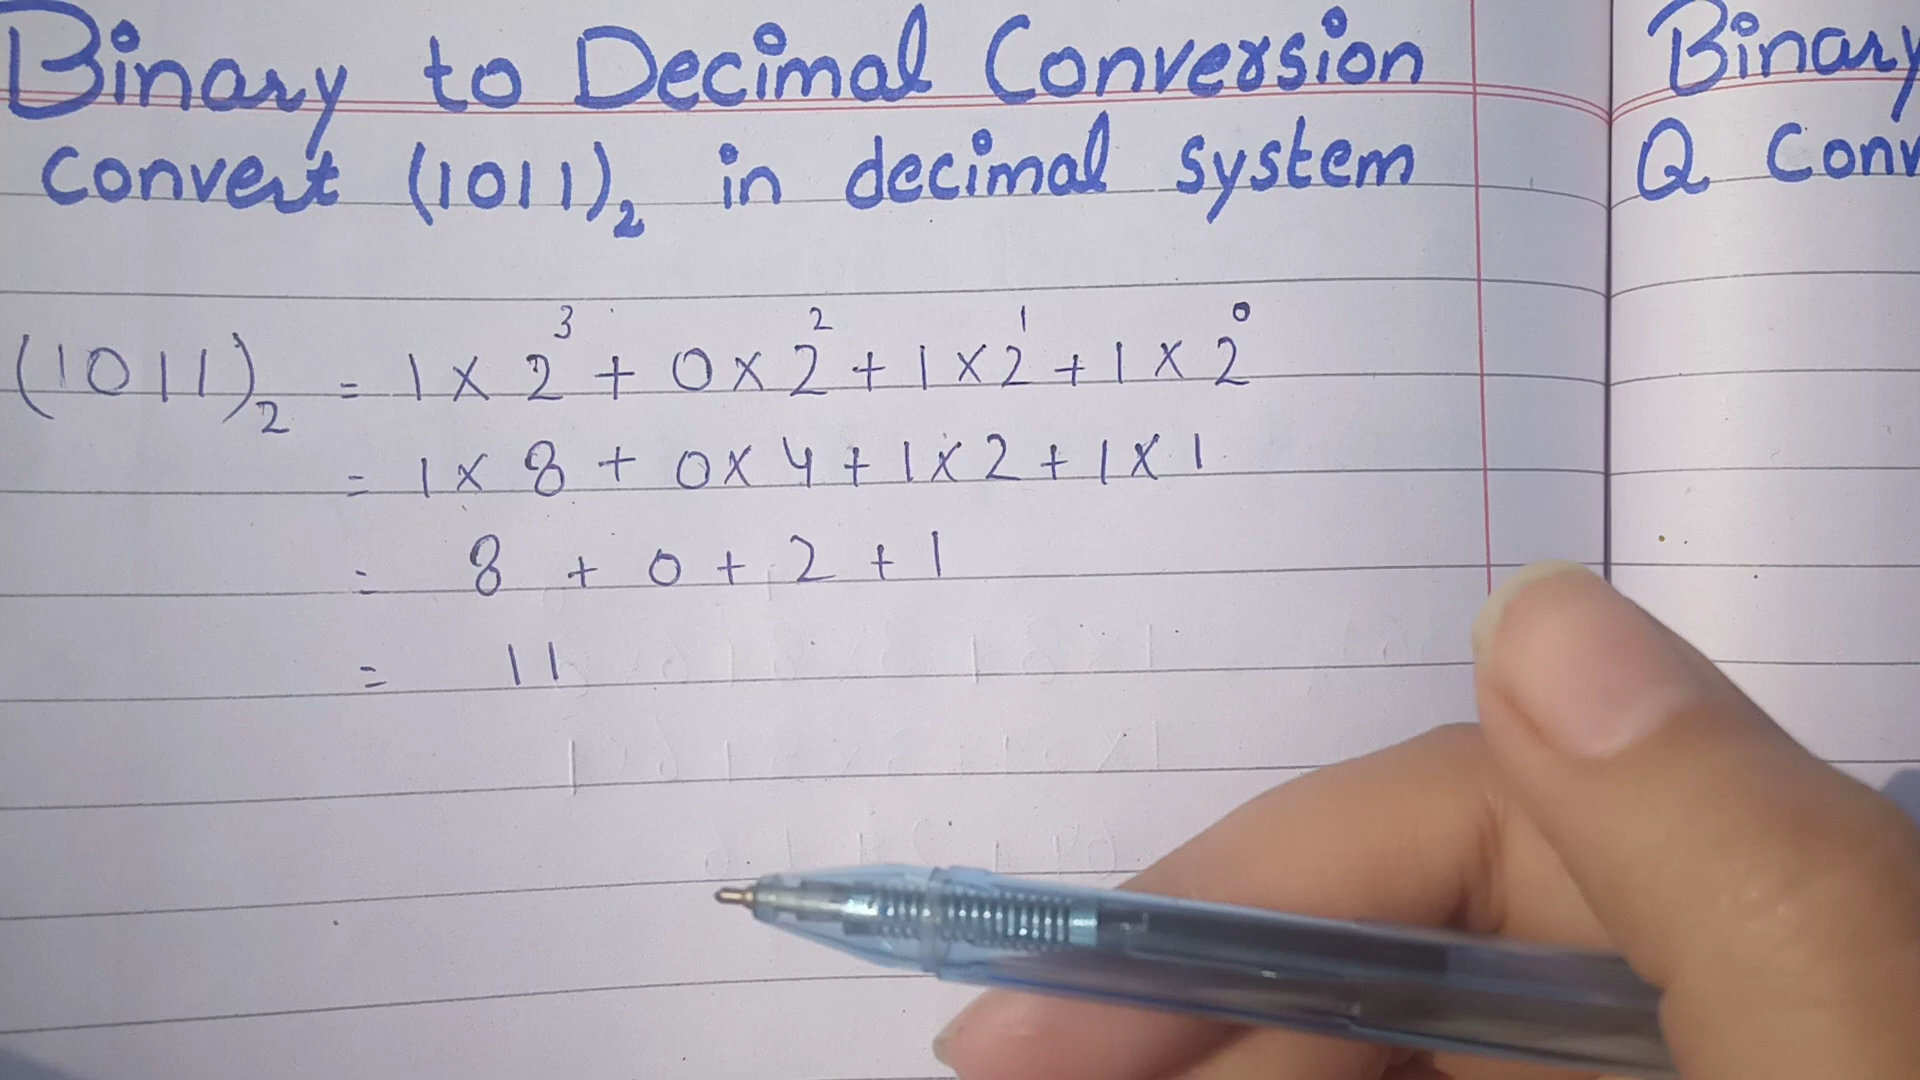 Binary to Decimal Conversion
convert (1011)₂ in decimal system
(1011)₂ = 1 × 2³ + 0 × 2² + 1 × 2¹ + 1 × 2⁰
= 1 × 8 + 0 × 4 + 1 × 2 + 1 × 1
= 8 + 0 + 2 + 1
= 11
Binary
Q Conv